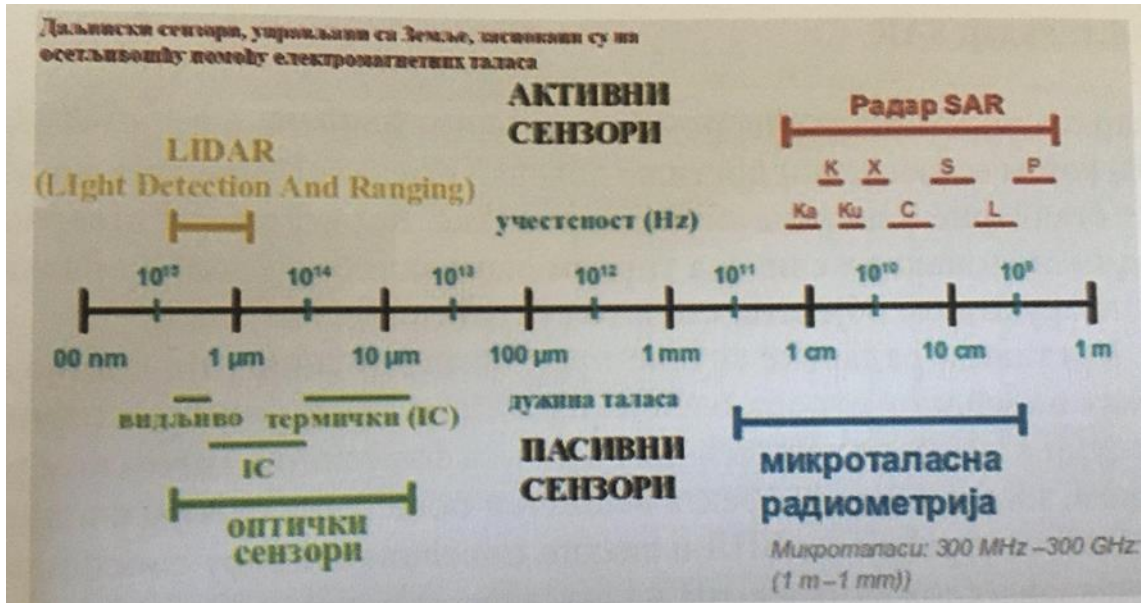 Даљински сензори, управљани са Земље, засновани су на
осетљивошћу помоћу електромагнетних таласа
АКТИВНИ
СЕНЗОРИ
Радар SAR
LIDAR
(LIght Detection And Ranging)
K X S P
Ka Ku C L
учестсност (Hz)
10¹⁵ 10¹⁴ 10¹³ 10¹² 10¹¹ 10¹⁰ 10⁹
00 nm 1 µm 10 µm 100 µm 1 mm 1 cm 10 cm 1 m
видљиво термички (IC) дужина таласа
IC
ПАСИВНИ
СЕНЗОРИ
оптички
сензори
микроталасна
радиометрија
Микроталаси: 300 MHz –300 GHz
(1 m–1 mm))